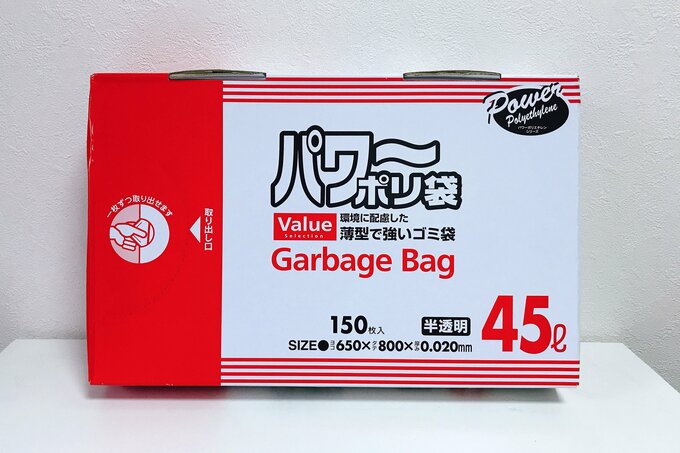 Power
Polyethylene
パワーポリエチレン
シリーズ
パワー
ポリ袋
Value
Selection
環境に配慮した
薄型で強いゴミ袋
Garbage Bag
一枚ずつ取り出せます
取り出し口
150枚入
半透明
45ℓ
SIZE●ヨコ650×タテ800×厚み0.020mm